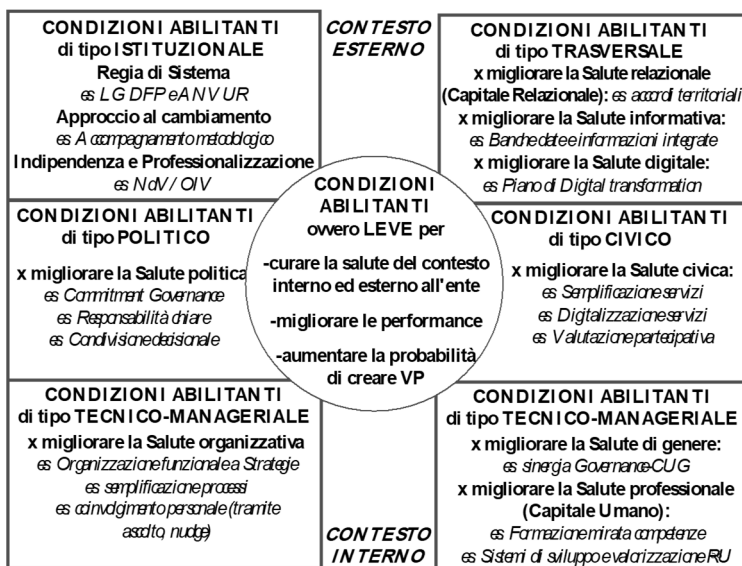 CONDIZIONI ABILITANTI
di tipo ISTITUZIONALE
Regia di Sistema
es. LG DFP e ANVUR
Approccio al cambiamento
es. Accompagnamento metodologico
Indipendenza e Professionalizzazione
es. NdV / OIV
CONTESTO
ESTERNO
CONDIZIONI ABILITANTI
di tipo TRASVERSALE
x migliorare la Salute relazionale
(Capitale Relazionale): es. accordi territoriali
x migliorare la Salute informativa:
es. Banche date e informazioni integrate
x migliorare la Salute digitale:
es. Piano di Digital transformation
CONDIZIONI ABILITANTI
di tipo POLITICO
x migliorare la Salute politica
es. Commitment Governance
es. Responsabilità chiare
es. Condivisione decisionale
CONDIZIONI
ABILITANTI
ovvero LEVE per
-curare la salute del contesto
interno ed esterno all'ente
-migliorare le performance
-aumentare la probabilità
di creare VP
CONDIZIONI ABILITANTI
di tipo CIVICO
x migliorare la Salute civica:
es. Semplificazione servizi
es. Digitalizzazione servizi
es. Valutazione partecipativa
CONDIZIONI ABILITANTI
di tipo TECNICO-MANAGERIALE
x migliorare la Salute organizzativa
es. Organizzazione funzionale a Strategie
es. semplificazione processi
es. coinvolgimento personale (tramite
ascolto, nudge)
CONTESTO
INTERNO
CONDIZIONI ABILITANTI
di tipo TECNICO-MANAGERIALE
x migliorare la Salute di genere:
es. sinergia Governance-CUG
x migliorare la Salute professionale
(Capitale Umano):
es. Formazione mirata competenze
es. Sistemi di sviluppo e valorizzazione RU